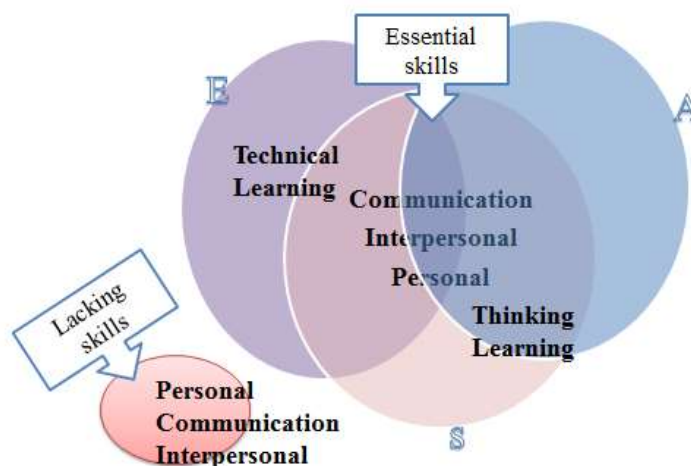 Essential
skills
E
A
Technical
Learning
Communication
Interpersonal
Personal
Thinking
Learning
S
Lacking
skills
Personal
Communication
Interpersonal